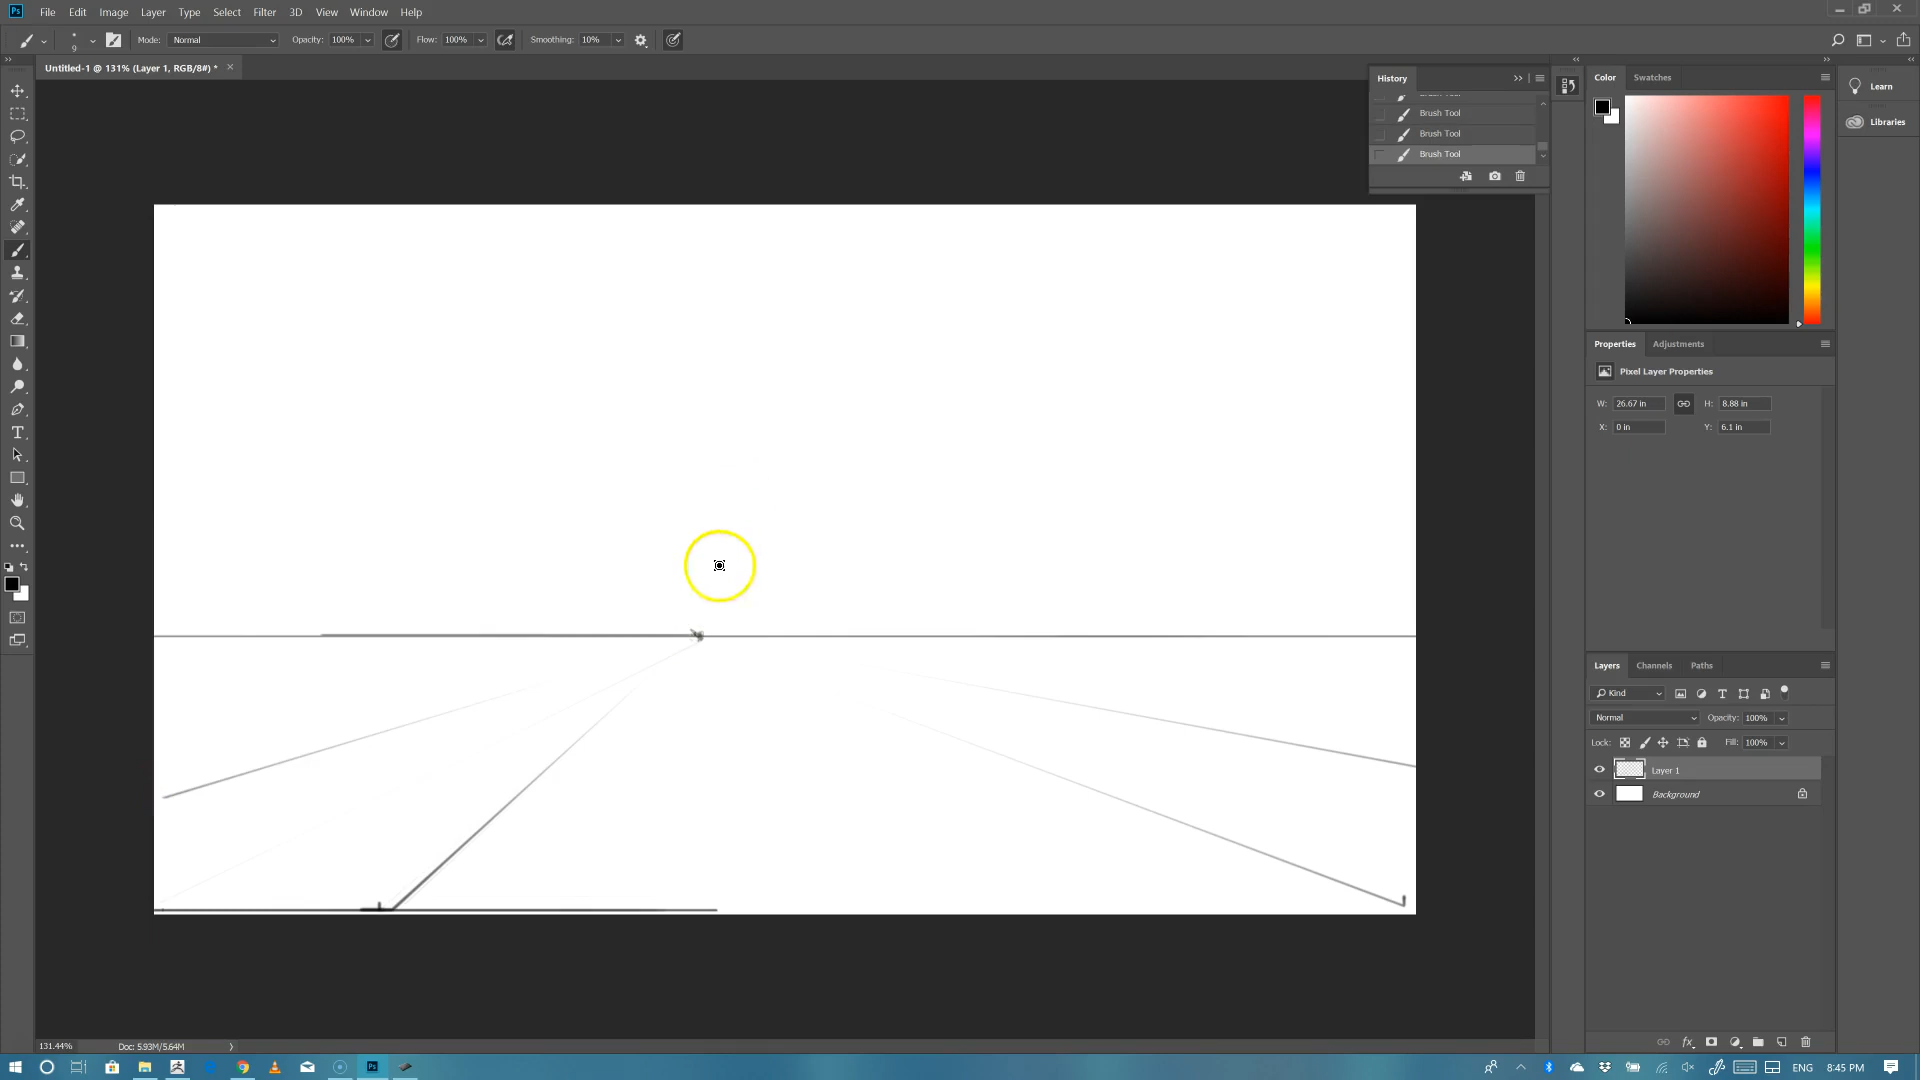 Ps File Edit Image Layer Type Select Filter 3D View Window Help
9 Mode: Normal Opacity: 100% Flow: 100% Smoothing: 10%
Untitled-1 @ 131% (Layer 1, RGB/8#) *
History
Brush Tool
Brush Tool
Brush Tool
Color Swatches
Learn
Libraries
Properties Adjustments
Pixel Layer Properties
W: 26.67 in H: 8.88 in
X: 0 in Y: 6.1 in
Layers Channels Paths
Kind
Normal Opacity: 100%
Lock: Fill: 100%
Layer 1
Background
131.44% Doc: 5.93M/5.64M
Ps ENG 8:45 PM